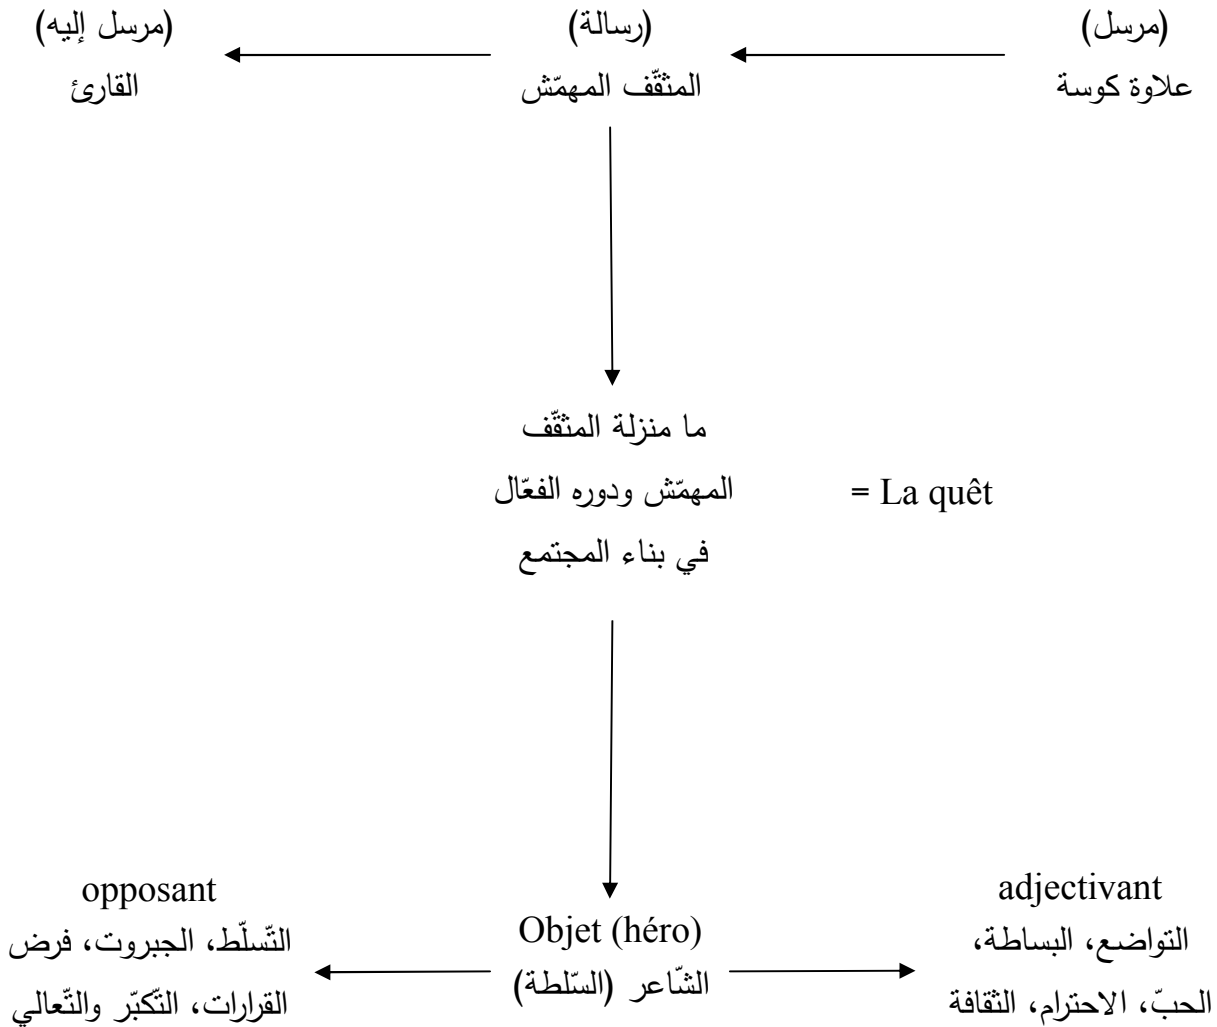 (مرسل)
(رسالة)
(مرسل إليه)
علاوة كوسة
المثقّف المهمّش
القارئ
ما منزلة المثقّف
المهمّش ودوره الفعّال
= La quêt
في بناء المجتمع
adjectivant
التواضع، البساطة،
الحبّ، الاحترام، الثقافة
Objet (héro)
الشّاعر (السّلطة)
opposant
التّسلّط، الجبروت، فرض
القرارات، التّكبّر والتّعالي